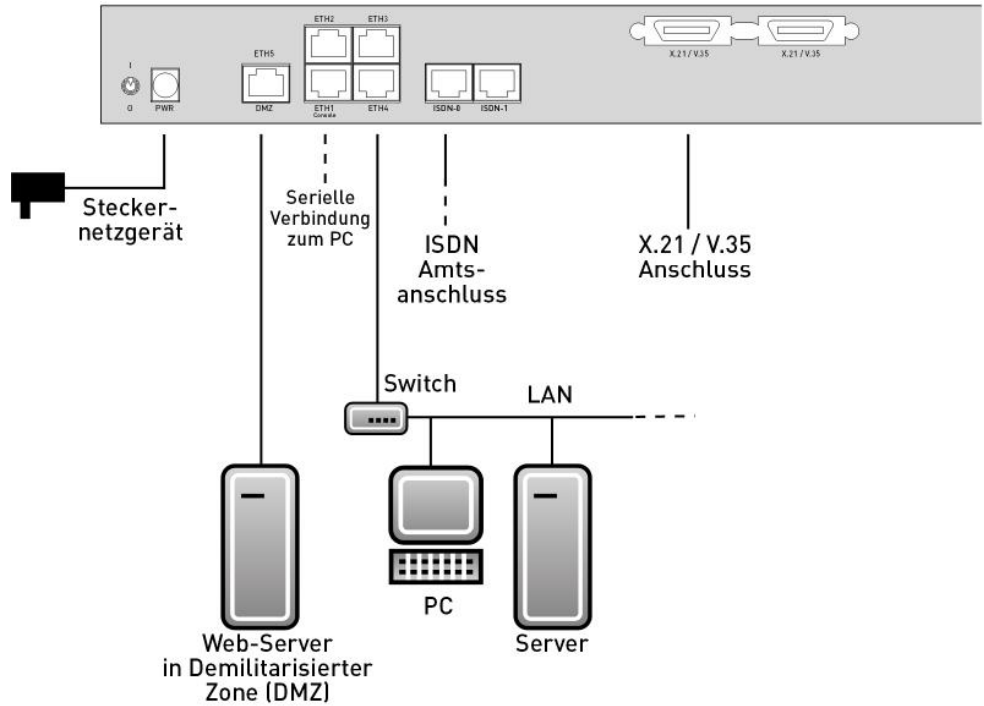 ETH2
ETH3
X.21 / V.35
X.21 / V.35
ETH5
I
O
PWR
DMZ
ETH1
Console
ETH4
ISDN-0
ISDN-1
Stecker-
netzgerät
Serielle
Verbindung
zum PC
ISDN
Amts-
anschluss
X.21 / V.35
Anschluss
Switch
LAN
PC
Server
Web-Server
in Demilitarisierter
Zone (DMZ)